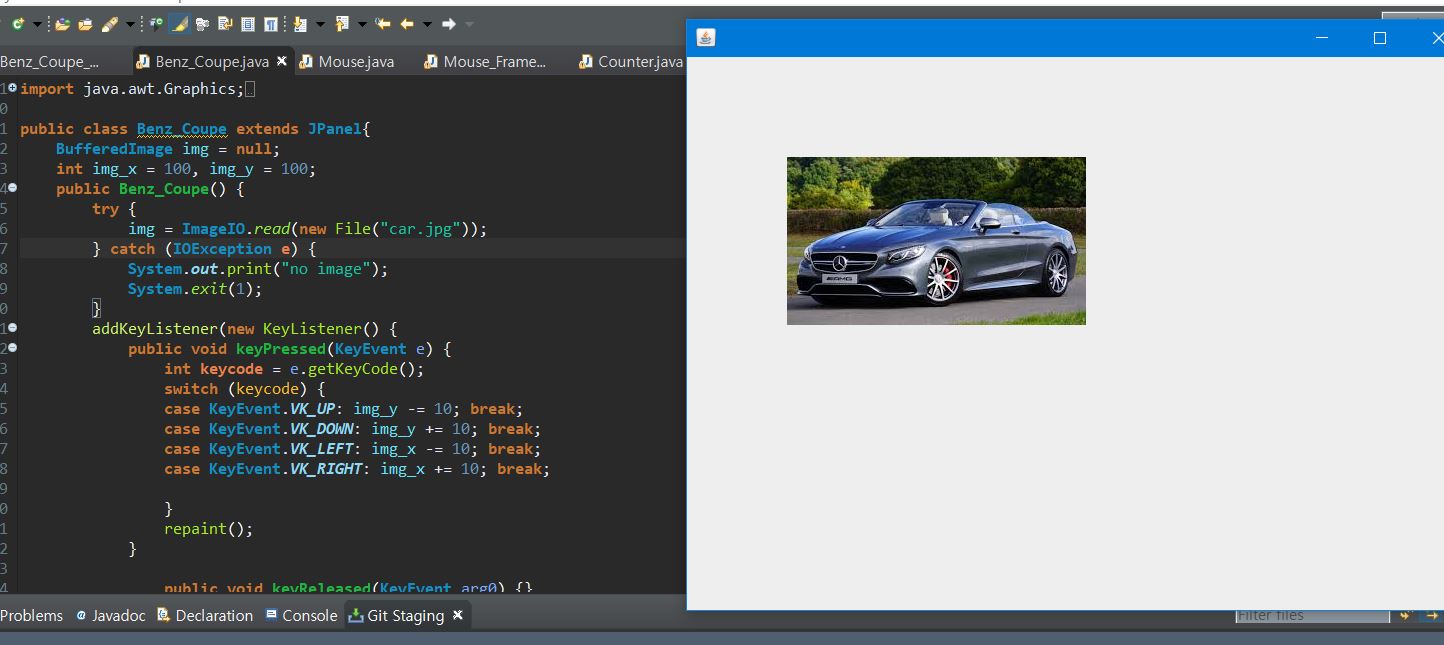 Benz_Coupe_...
Benz_Coupe.java
Mouse.java
Mouse_Frame...
Counter.java
1 import java.awt.Graphics;
0
1 public class Benz_Coupe extends JPanel{
2 BufferedImage img = null;
3 int img_x = 100, img_y = 100;
4 public Benz_Coupe() {
5 try {
6 img = ImageIO.read(new File("car.jpg"));
7 } catch (IOException e) {
8 System.out.print("no image");
9 System.exit(1);
0 }
1 addKeyListener(new KeyListener() {
2 public void keyPressed(KeyEvent e) {
3 int keycode = e.getKeyCode();
4 switch (keycode) {
5 case KeyEvent.VK_UP: img_y -= 10; break;
6 case KeyEvent.VK_DOWN: img_y += 10; break;
7 case KeyEvent.VK_LEFT: img_x -= 10; break;
8 case KeyEvent.VK_RIGHT: img_x += 10; break;
9
0 }
1 repaint();
2 }
3
4 public void keyReleased(KeyEvent arg0) {}
AMG
Problems
@ Javadoc
Declaration
Console
Git Staging
Filter files